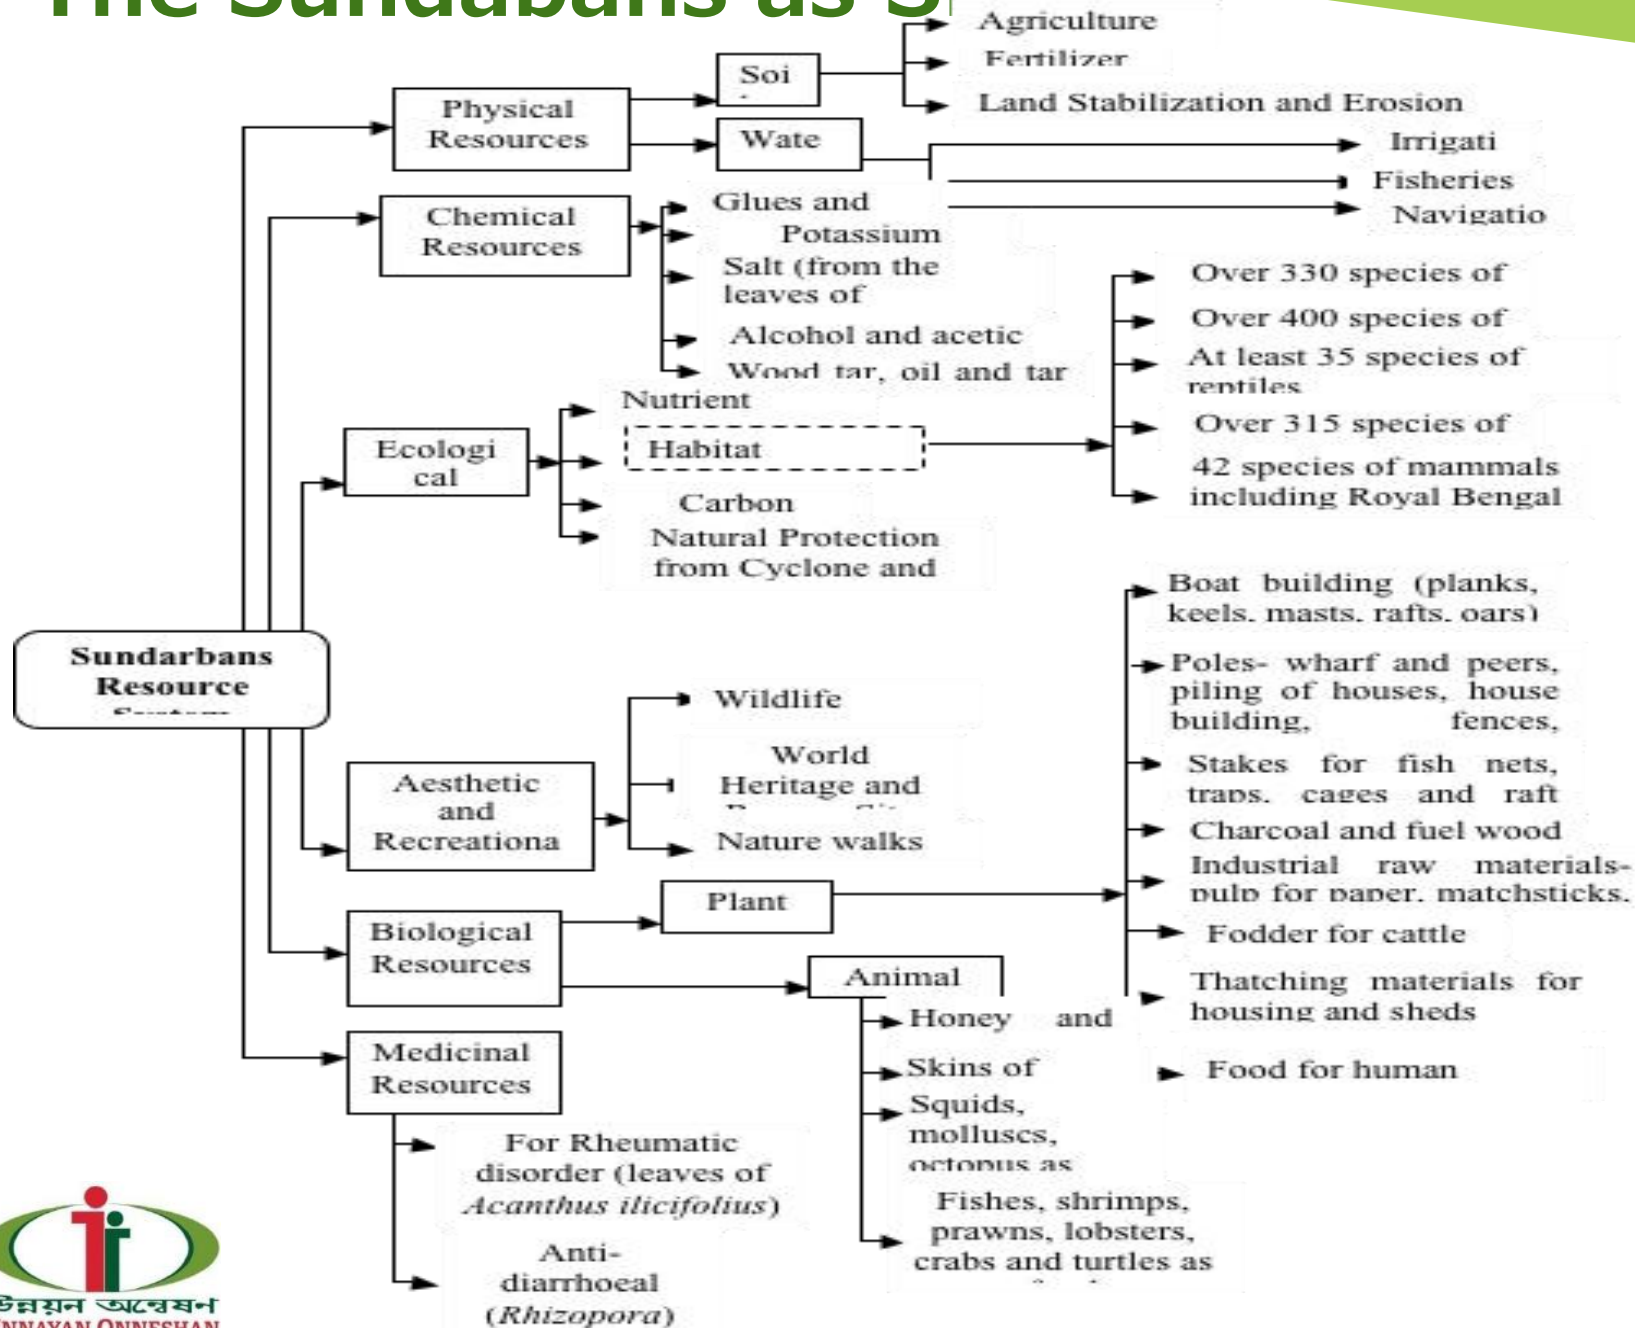 The Sundabans as
Agriculture
Fertilizer
Land Stabilization and Erosion
Soi
Physical
Resources
Wate
Irrigati
Fisheries
Navigatio
Chemical
Resources
Glues and
Potassium
Salt (from the
leaves of
Alcohol and acetic
Wood tar, oil and tar
Over 330 species of
Over 400 species of
At least 35 species of
reptiles
Over 315 species of
42 species of mammals
including Royal Bengal
Ecologi
cal
Nutrient
Habitat
Carbon
Natural Protection
from Cyclone and
Sundarbans
Resource
Aesthetic
and
Recreationa
Wildlife
World
Heritage and
Nature walks
Boat building (planks,
keels, masts, rafts, oars)
Poles- wharf and peers,
piling of houses, house
building, fences,
Stakes for fish nets,
traps, cages and raft
Charcoal and fuel wood
Industrial raw materials-
pulp for paper, matchsticks,
Fodder for cattle
Thatching materials for
housing and sheds
Food for human
Biological
Resources
Plant
Animal
Honey and
Skins of
Squids,
molluscs,
octopus as
Fishes, shrimps,
prawns, lobsters,
crabs and turtles as
Medicinal
Resources
For Rheumatic
disorder (leaves of
Acanthus ilicifolius)
Anti-
diarrhoeal
(Rhizopora)
উন্নয়ন অন্বেষণ
UNNAYAN ONNESHAN